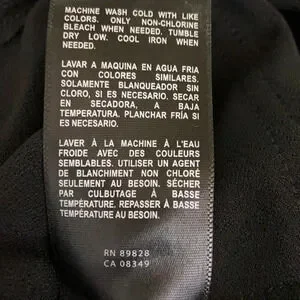 MACHINE WASH COLD WITH LIKE
COLORS. ONLY NON-CHLORINE
BLEACH WHEN NEEDED. TUMBLE
DRY LOW. COOL IRON WHEN
NEEDED.
LAVAR A MAQUINA EN AGUA FRIA
CON COLORES SIMILARES.
SOLAMENTE BLANQUEADOR SIN
CLORO, SI ES NECESARIO. SECAR
EN SECADORA, A BAJA
TEMPERATURA. PLANCHAR FRÍA SI
ES NECESARIO.
LAVER À LA MACHINE À L'EAU
FROIDE AVEC DES COULEURS
SEMBLABLES. UTILISER UN AGENT
DE BLANCHIMENT NON CHLORÉ
SEULEMENT AU BESOIN. SÉCHER
PAR CULBUTAGE À BASSE
TEMPÉRATURE. REPASSER À BASSE
TEMPÉRATURE AU BESOIN.
RN 89828
CA 08349